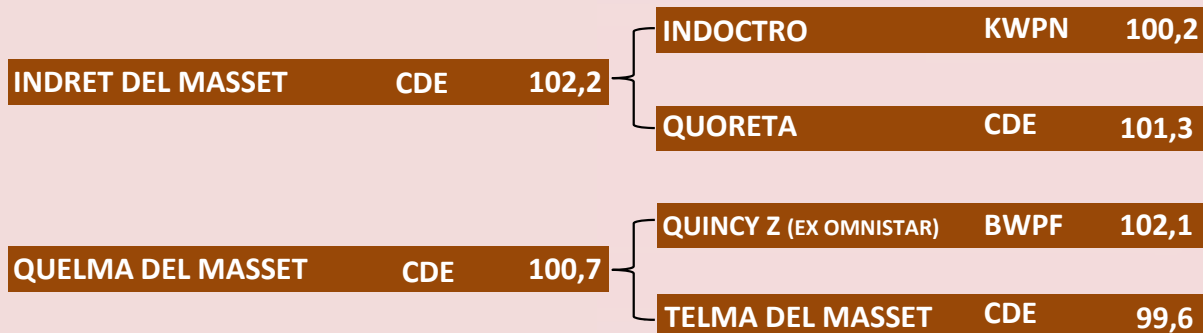 INDOCTRO KWPN 100,2
INDRET DEL MASSET CDE 102,2
QUORETA CDE 101,3
QUINCY Z (EX OMNISTAR) BWPF 102,1
QUELMA DEL MASSET CDE 100,7
TELMA DEL MASSET CDE 99,6